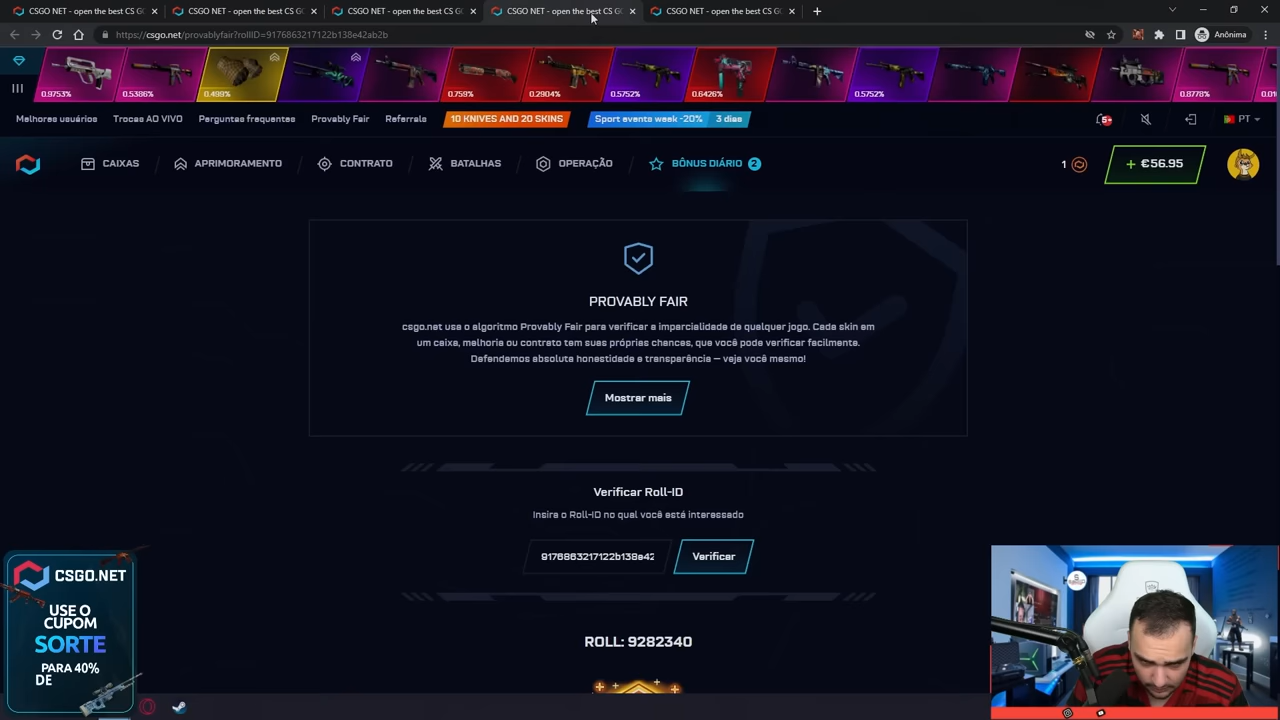 CSGO NET - open the best CS GO
CSGO NET - open the best CS GO
CSGO NET - open the best CS GO
CSGO NET - open the best CS GO
CSGO NET - open the best CS GO
https://csgo.net/provablyfair?rollID=9176863217122b138e42ab2b
Anônima
0.9753%
0.5386%
0.499%
0.759%
0.2904%
0.5752%
0.6426%
0.5752%
0.8778%
Melhores usuários
Trocas AO VIVO
Perguntas frequentes
Provably Fair
Referrals
10 KNIVES AND 20 SKINS
Sport events week -20%
3 dias
5+
PT
CAIXAS
APRIMORAMENTO
CONTRATO
BATALHAS
OPERAÇÃO
BÔNUS DIÁRIO 2
1
+ €56.95
PROVABLY FAIR
csgo.net usa o algoritmo Provably Fair para verificar a imparcialidade de qualquer jogo. Cada skin em
um caixa, melhoria ou contrato tem suas próprias chances, que você pode verificar facilmente.
Defendemos absoluta honestidade e transparência – veja você mesmo!
Mostrar mais
Verificar Roll-ID
Insira o Roll-ID no qual você está interessado
9176863217122b138e42
Verificar
ROLL: 9282340
CSGO.NET
USE O
CUPOM
SORTE
PARA 40%
DE